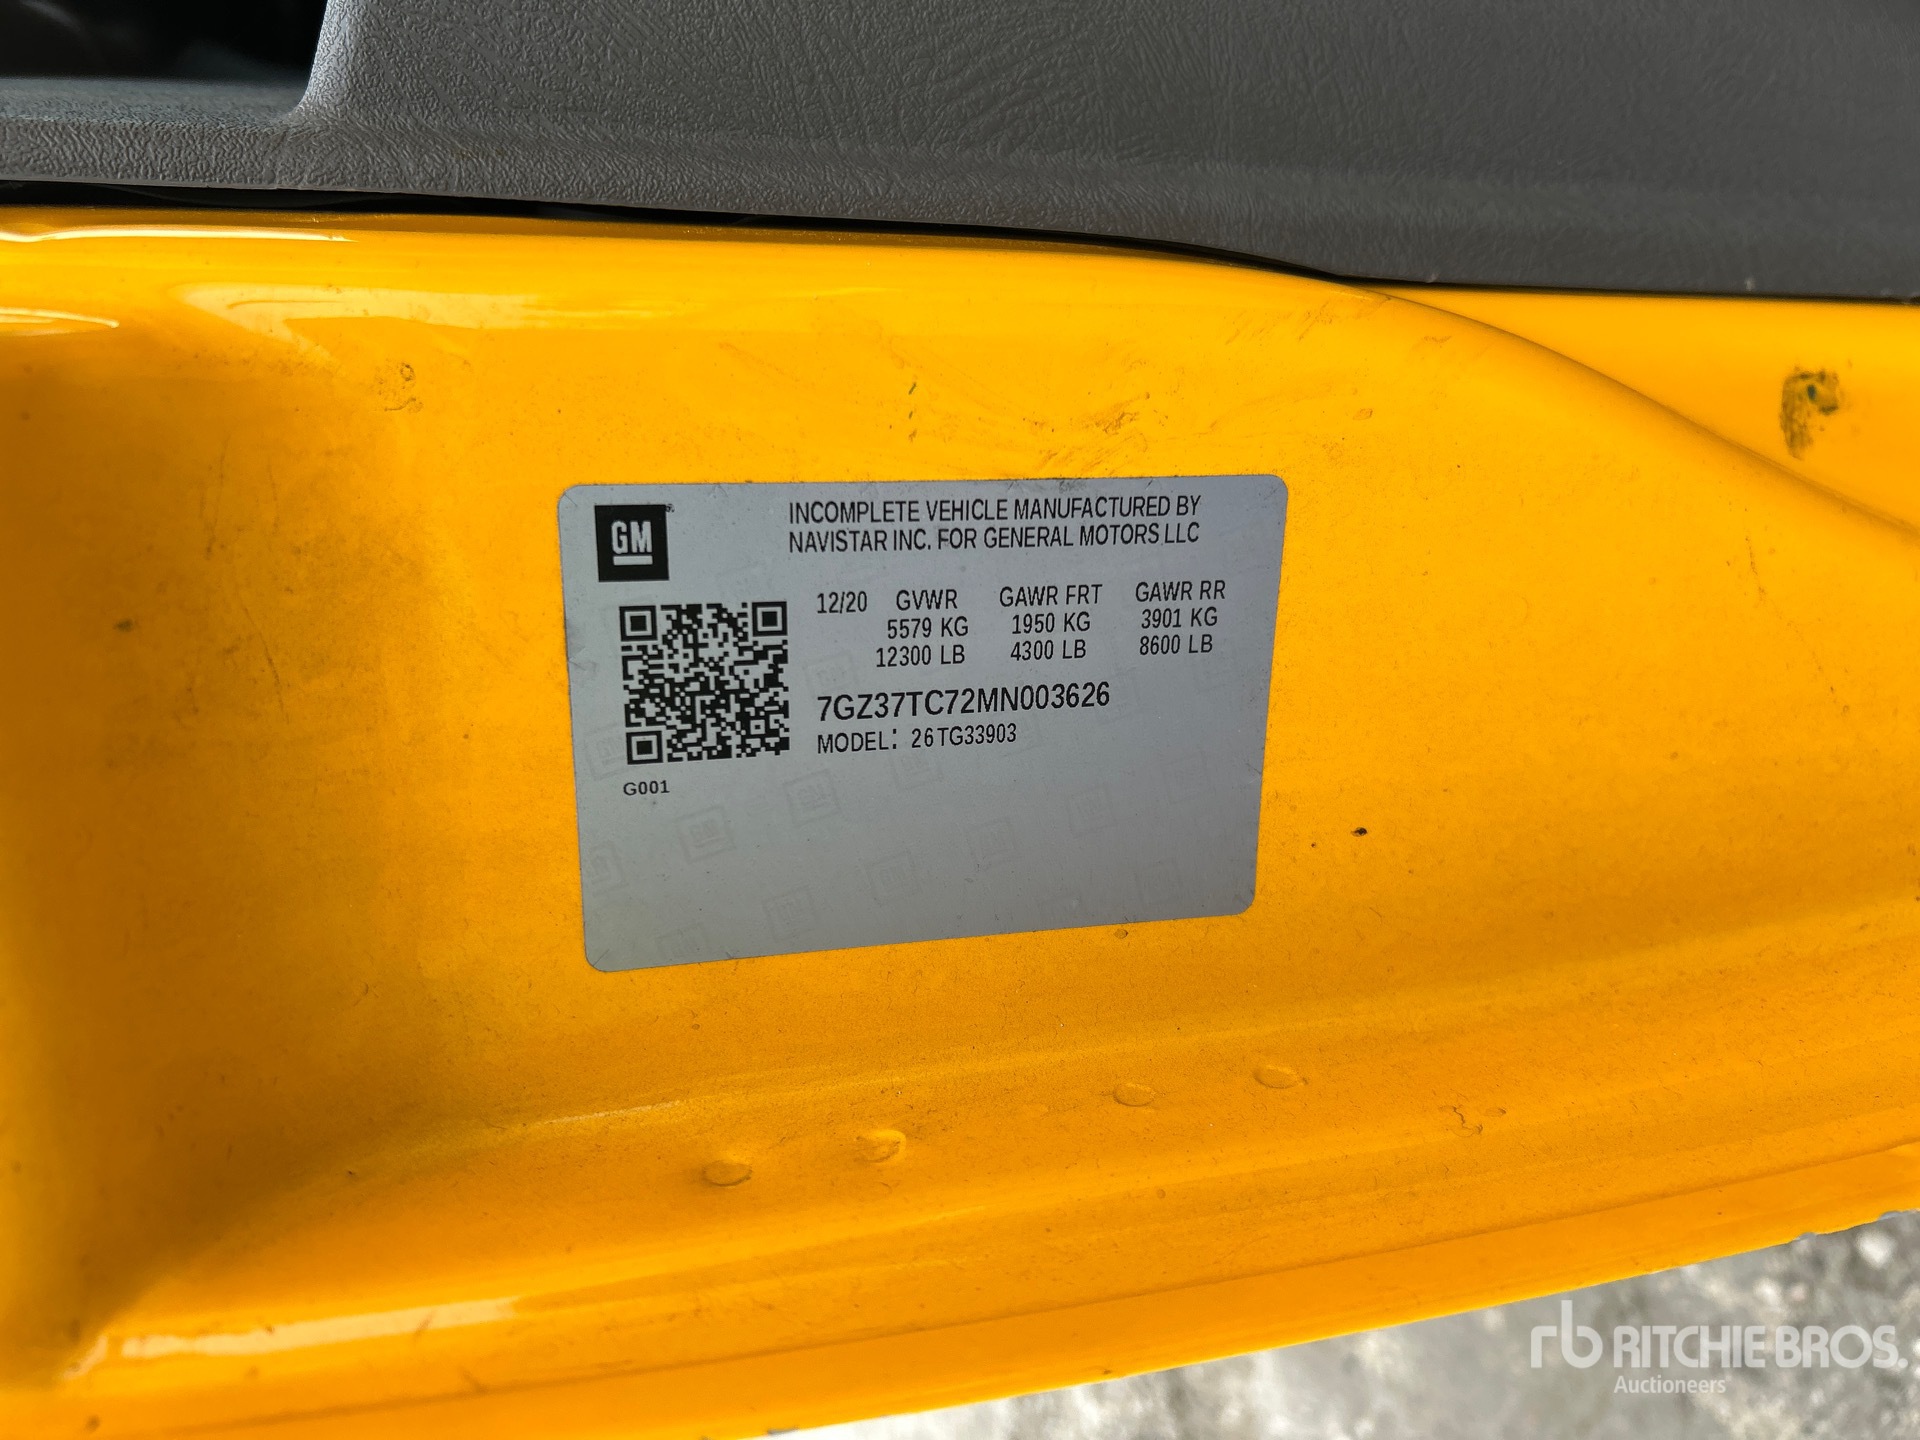 GM
INCOMPLETE VEHICLE MANUFACTURED BY
NAVISTAR INC. FOR GENERAL MOTORS LLC
12/20 GVWR GAWR FRT GAWR RR
5579 KG 1950 KG 3901 KG
12300 LB 4300 LB 8600 LB
7GZ37TC72MN003626
MODEL: 26TG33903
G001
rb RITCHIE BROS.
Auctioneers